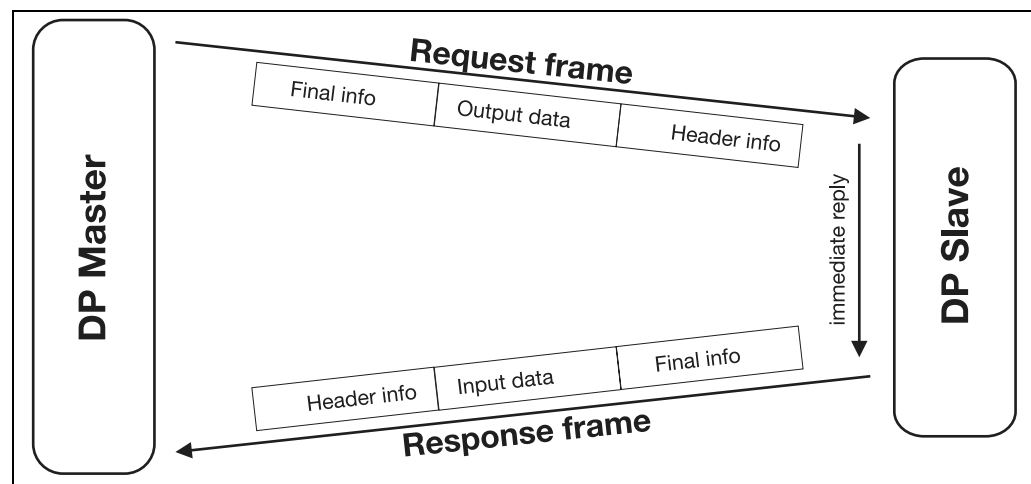 DP Master
Request frame
Final info
Output data
Header info
immediate reply
DP Slave
Header info
Input data
Final info
Response frame